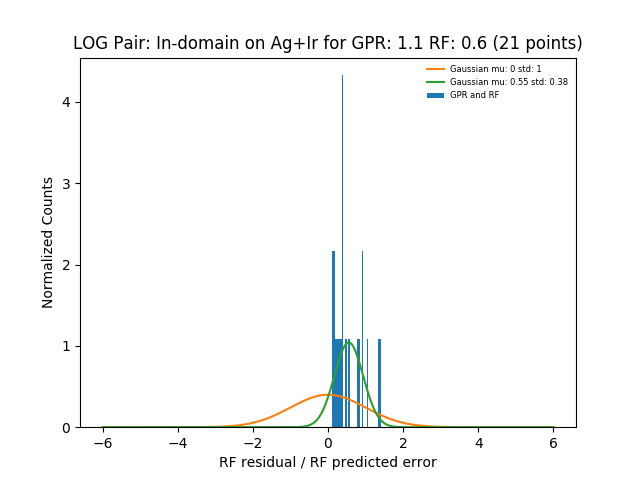 LOG Pair: In-domain on Ag+Ir for GPR: 1.1 RF: 0.6 (21 points)
Gaussian mu: 0 std: 1
Gaussian mu: 0.55 std: 0.38
GPR and RF
Normalized Counts
4
3
2
1
0
−6 −4 −2 0 2 4 6
RF residual / RF predicted error